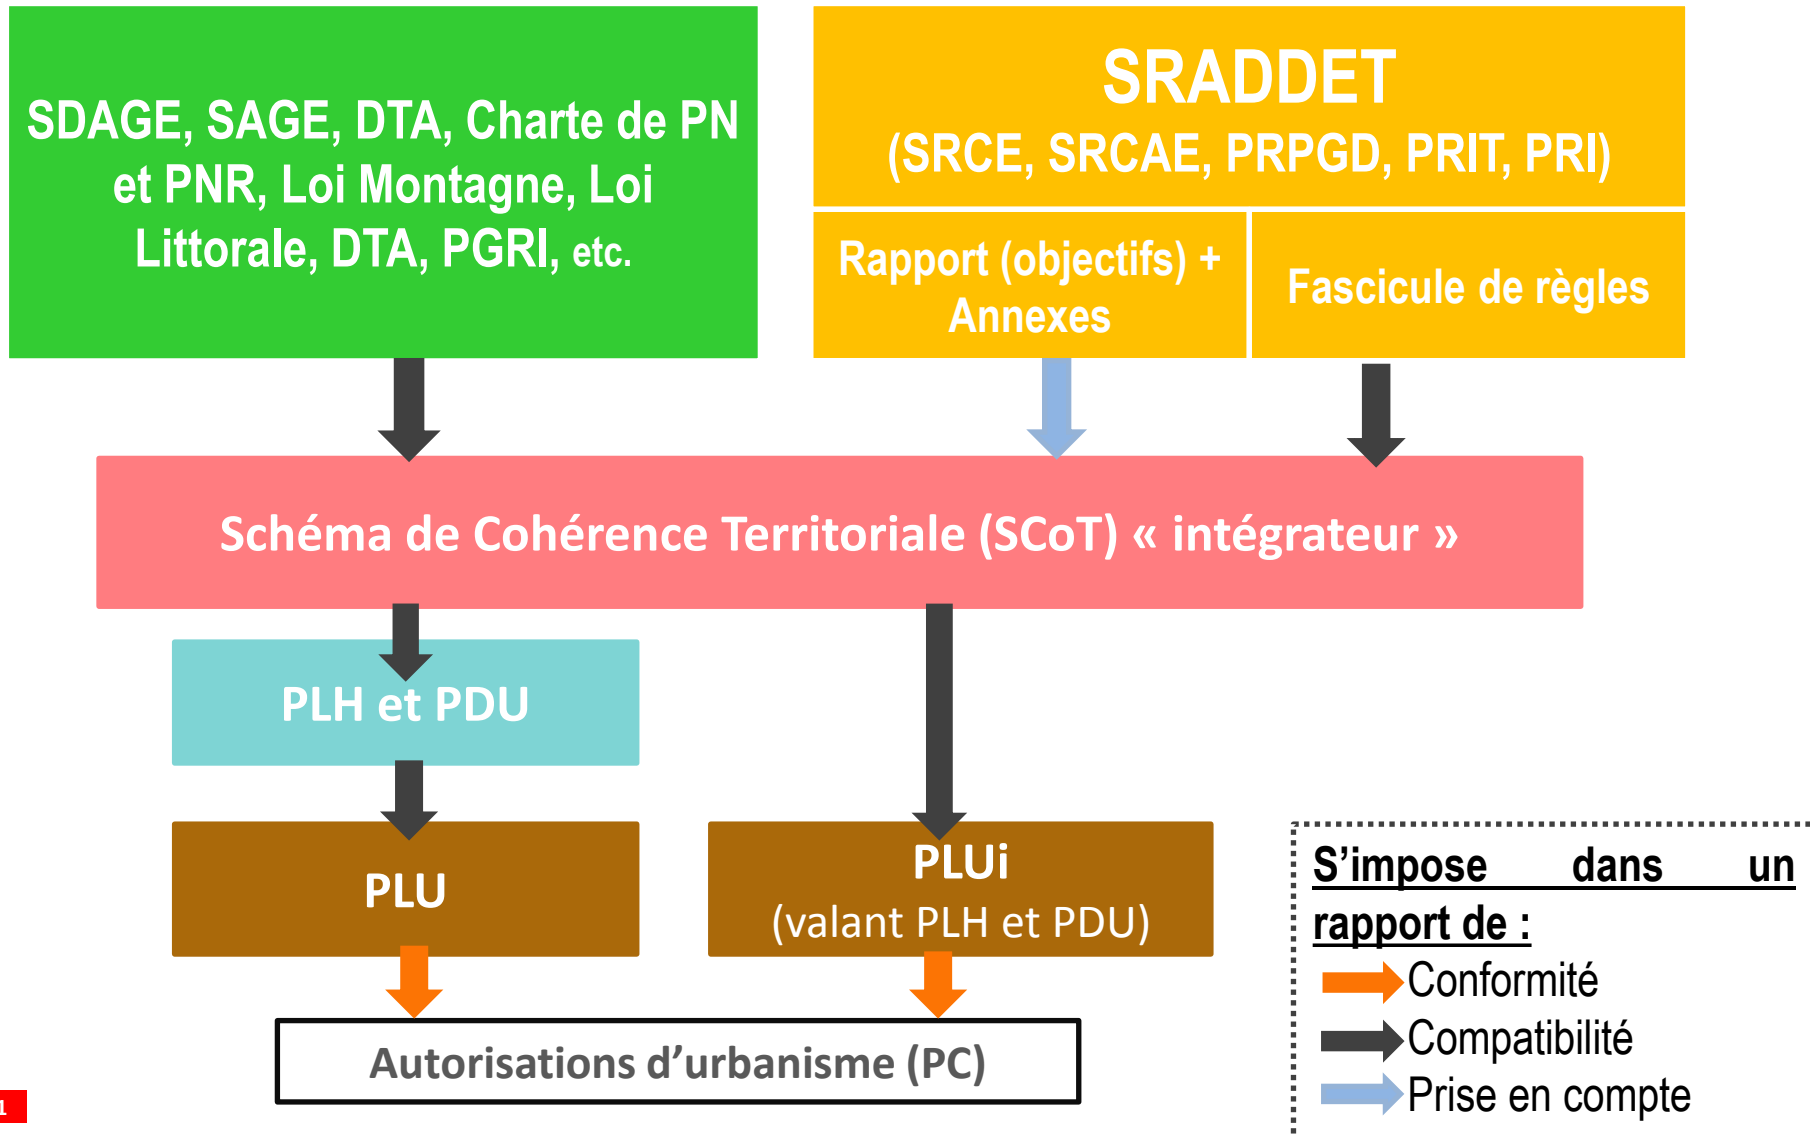 SDAGE, SAGE, DTA, Charte de PN
et PNR, Loi Montagne, Loi
Littorale, DTA, PGRI, etc.
SRADDET
(SRCE, SRCAE, PRPGD, PRIT, PRI)
Rapport (objectifs) +
Annexes
Fascicule de règles
Schéma de Cohérence Territoriale (SCoT) « intégrateur »
PLH et PDU
PLU
PLUi
(valant PLH et PDU)
Autorisations d’urbanisme (PC)
S’impose dans un
rapport de :
Conformité
Compatibilité
Prise en compte
1